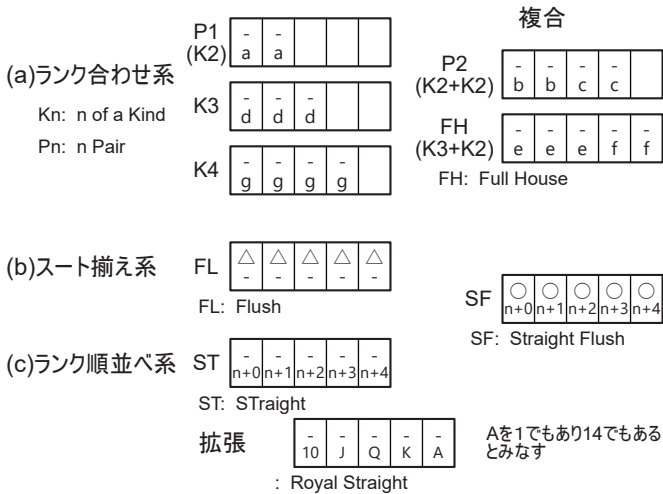 複合
P1
(K2)
- -
a a
(a)ランク合わせ系
Kn: n of a Kind
Pn: n Pair
P2
(K2+K2)
- - - -
b b c c
K3
- - -
d d d
FH
(K3+K2)
- - - - -
e e e f f
FH: Full House
K4
- - - -
g g g g
(b)スート揃え系
FL
△ △ △ △ △
- - - - -
FL: Flush
SF
○ ○ ○ ○ ○
n+0 n+1 n+2 n+3 n+4
SF: Straight Flush
(c)ランク順並べ系
ST
- - - - -
n+0 n+1 n+2 n+3 n+4
ST: STraight
拡張
- - - - -
10 J Q K A
Aを1でもあり14でもある
とみなす
: Royal Straight